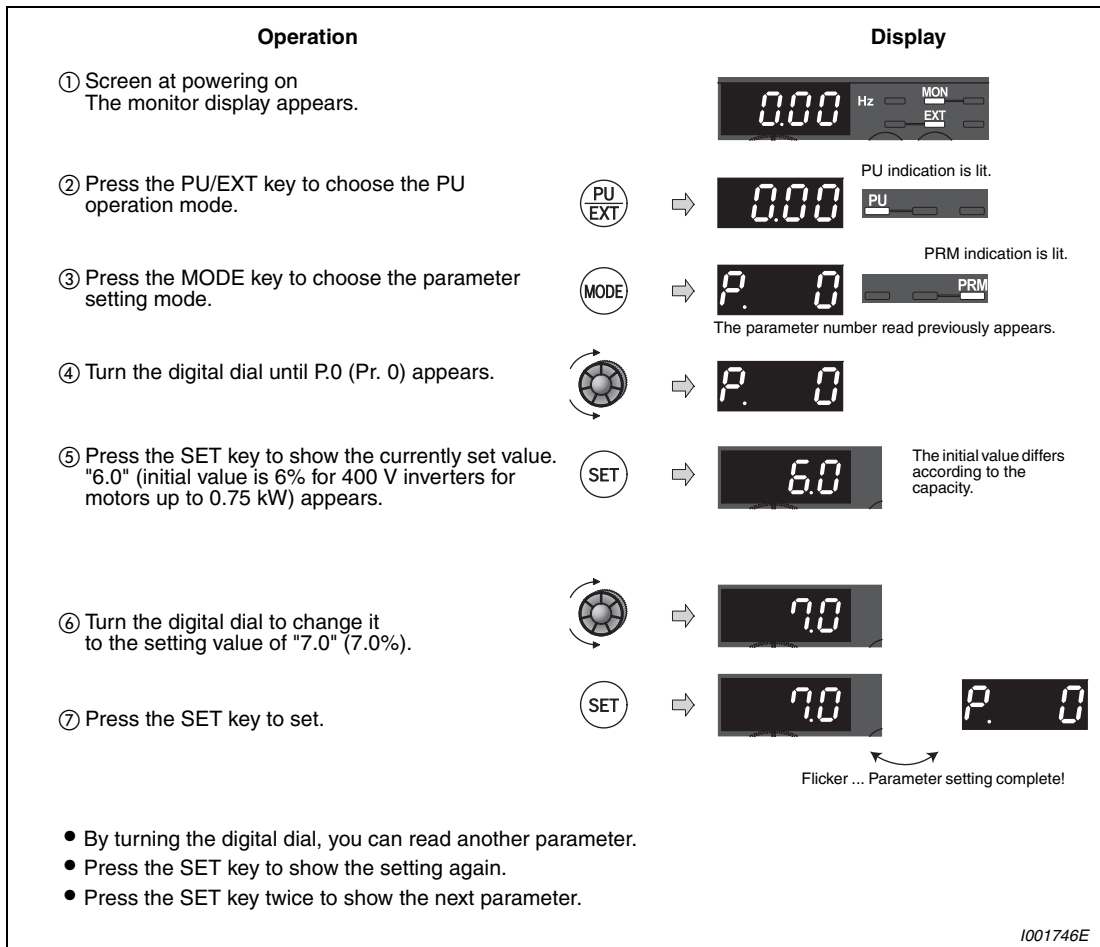 Operation
Display
① Screen at powering on
The monitor display appears.
0.00 Hz MON
EXT
② Press the PU/EXT key to choose the PU
operation mode.
PU
EXT
0.00
PU indication is lit.
PU
③ Press the MODE key to choose the parameter
setting mode.
MODE
P. 0
PRM indication is lit.
PRM
The parameter number read previously appears.
④ Turn the digital dial until P.0 (Pr. 0) appears.
P. 0
⑤ Press the SET key to show the currently set value.
"6.0" (initial value is 6% for 400 V inverters for
motors up to 0.75 kW) appears.
SET
6.0
The initial value differs
according to the
capacity.
⑥ Turn the digital dial to change it
to the setting value of "7.0" (7.0%).
7.0
⑦ Press the SET key to set.
SET
7.0
P. 0
Flicker ... Parameter setting complete!
• By turning the digital dial, you can read another parameter.
• Press the SET key to show the setting again.
• Press the SET key twice to show the next parameter.
I001746E